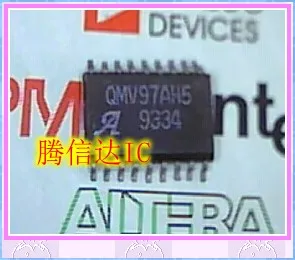 DEVICES
QMV97AH5
9334
腾信达IC
ALTERA